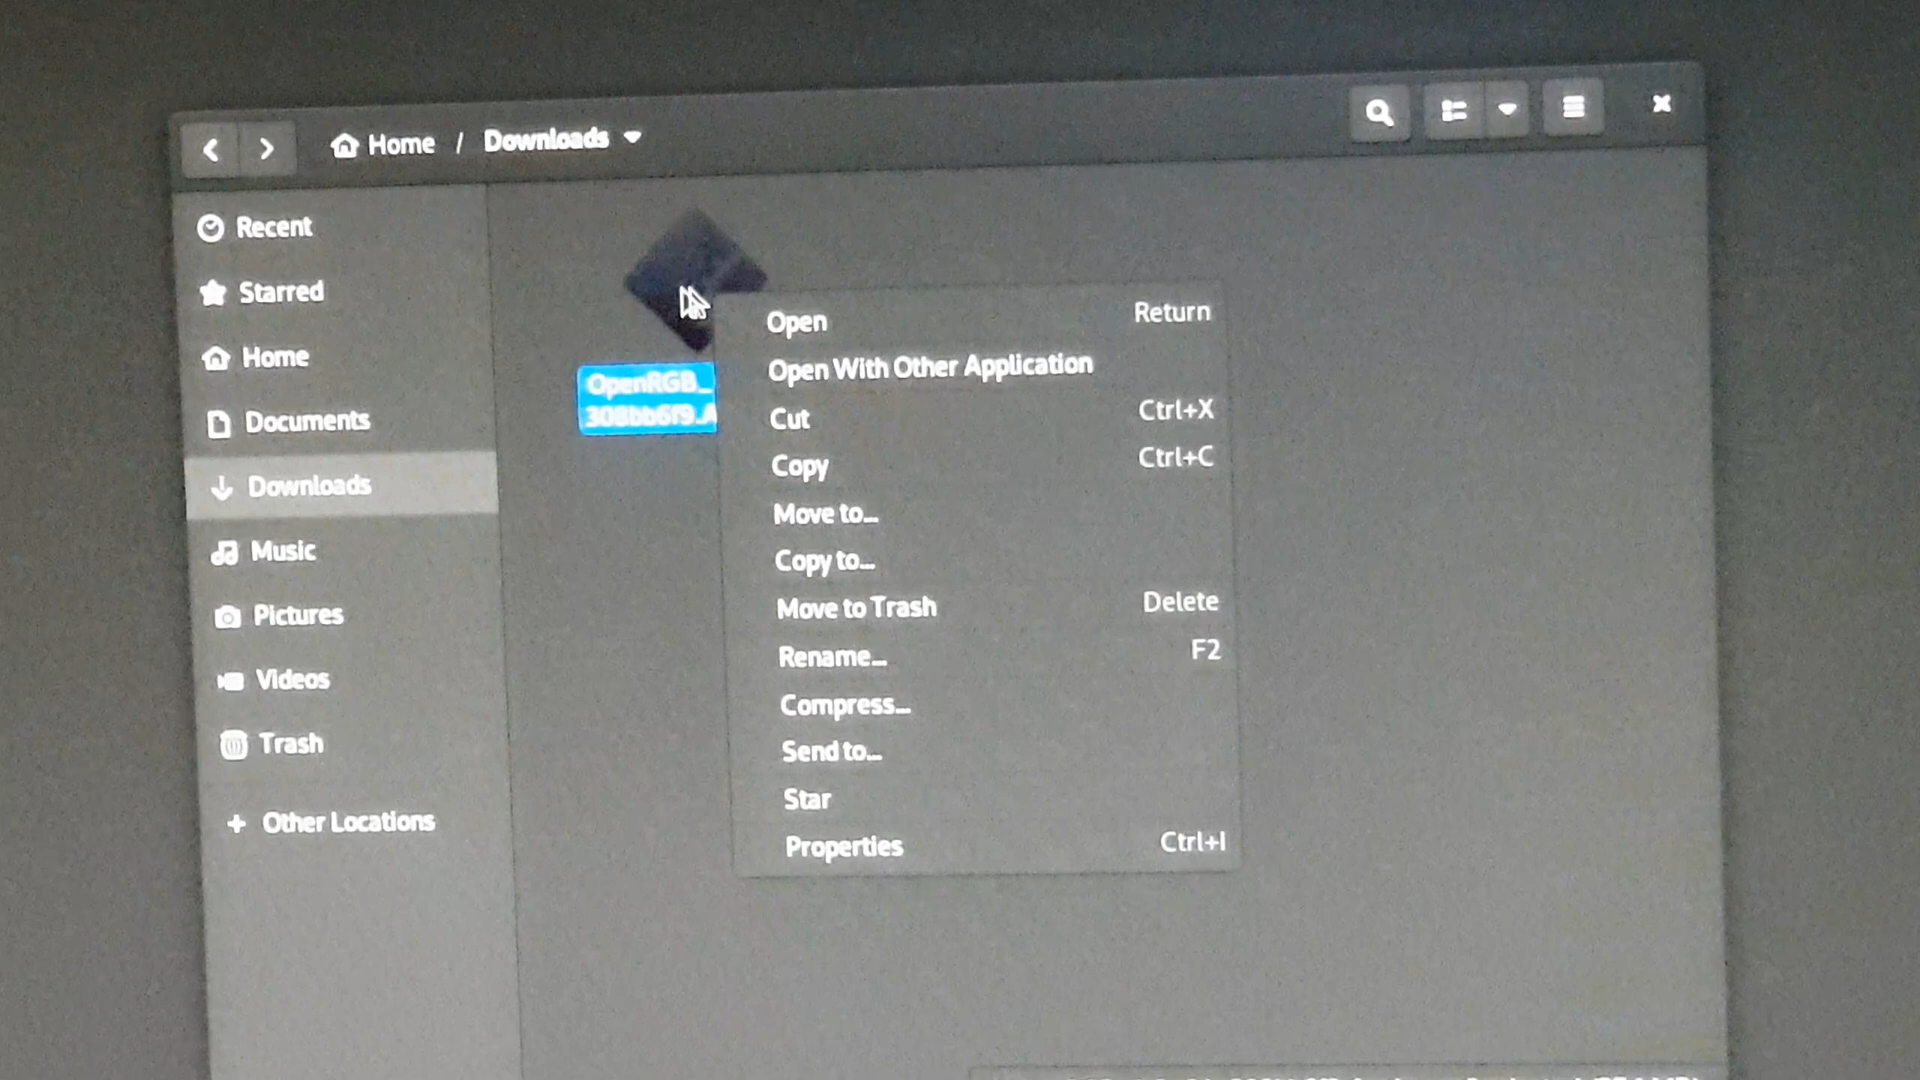 Home / Downloads
Recent
Starred
Home
Documents
Downloads
Music
Pictures
Videos
Trash
+ Other Locations
OpenRGB_
308bb6f9.A
Open Return
Open With Other Application
Cut Ctrl+X
Copy Ctrl+C
Move to...
Copy to...
Move to Trash Delete
Rename... F2
Compress...
Send to...
Star
Properties Ctrl+I